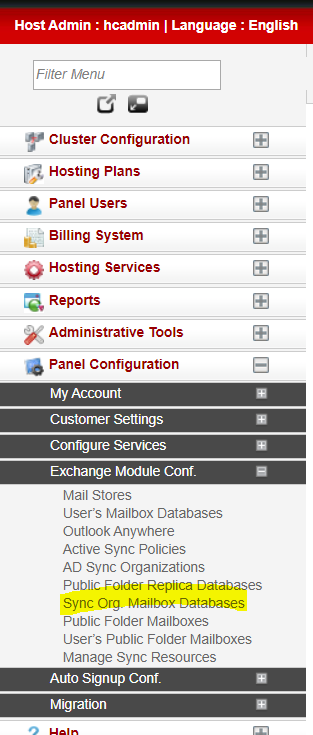 Host Admin : hcadmin | Language : English
Filter Menu
Cluster Configuration
Hosting Plans
Panel Users
Billing System
Hosting Services
Reports
Administrative Tools
Panel Configuration
My Account
Customer Settings
Configure Services
Exchange Module Conf.
Mail Stores
User's Mailbox Databases
Outlook Anywhere
Active Sync Policies
AD Sync Organizations
Public Folder Replica Databases
Sync Org. Mailbox Databases
Public Folder Mailboxes
User's Public Folder Mailboxes
Manage Sync Resources
Auto Signup Conf.
Migration
Help